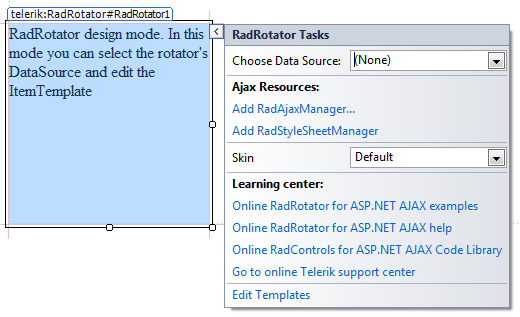 telerik:RadRotator#RadRotator1
RadRotator design mode. In this
mode you can select the rotator's
DataSource and edit the
ItemTemplate
RadRotator Tasks
Choose Data Source: (None)
Ajax Resources:
Add RadAjaxManager...
Add RadStyleSheetManager
Skin Default
Learning center:
Online RadRotator for ASP.NET AJAX examples
Online RadRotator for ASP.NET AJAX help
Online RadControls for ASP.NET AJAX Code Library
Go to online Telerik support center
Edit Templates